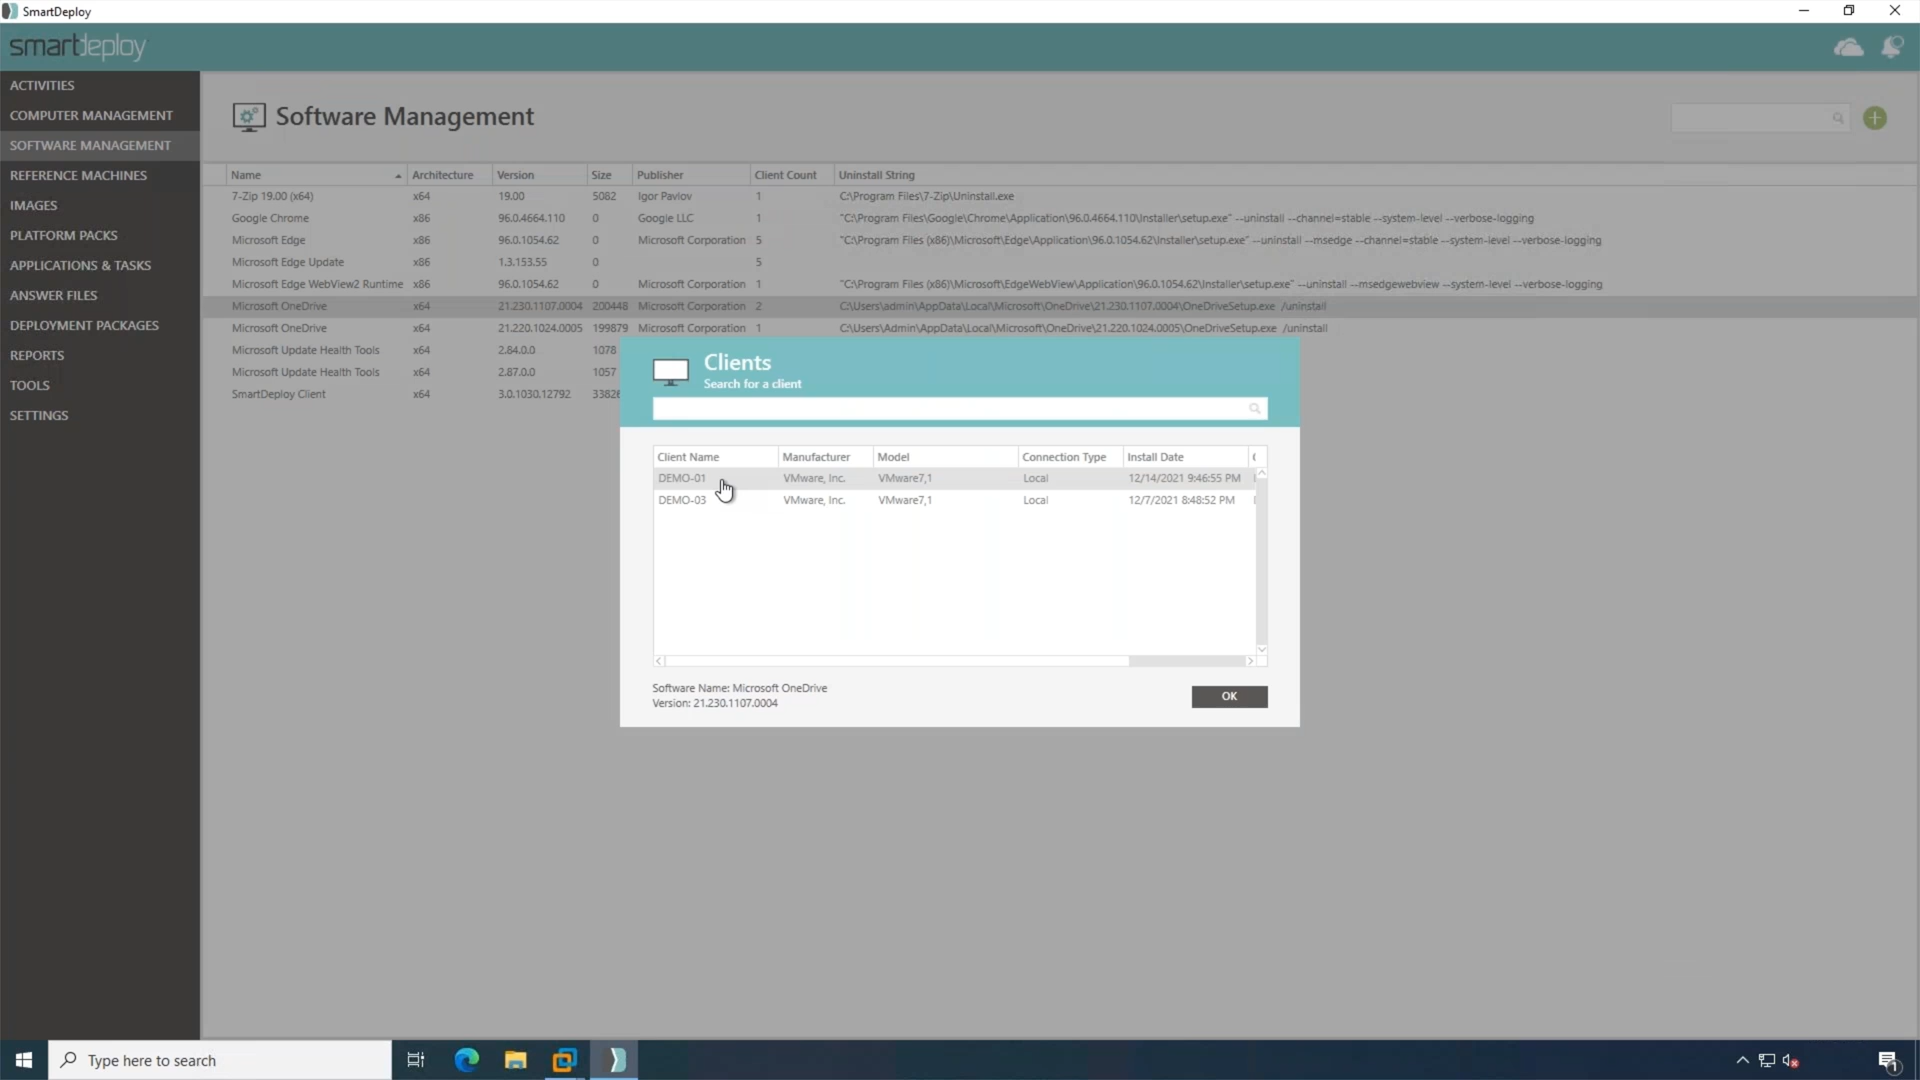 SmartDeploy
smartdeploy
ACTIVITIES
COMPUTER MANAGEMENT
SOFTWARE MANAGEMENT
REFERENCE MACHINES
IMAGES
PLATFORM PACKS
APPLICATIONS & TASKS
ANSWER FILES
DEPLOYMENT PACKAGES
REPORTS
TOOLS
SETTINGS
Software Management
Name Architecture Version Size Publisher Client Count Uninstall String
7-Zip 19.00 (x64) x64 19.00 5082 Igor Pavlov 1 C:\Program Files\7-Zip\Uninstall.exe
Google Chrome x86 96.0.4664.110 0 Google LLC 1 "C:\Program Files\Google\Chrome\Application\96.0.4664.110\Installer\setup.exe" --uninstall --channel=stable --system-level --verbose-logging
Microsoft Edge x86 96.0.1054.62 0 Microsoft Corporation 5 "C:\Program Files (x86)\Microsoft\Edge\Application\96.0.1054.62\Installer\setup.exe" --uninstall --msedge --channel=stable --system-level --verbose-logging
Microsoft Edge Update x86 1.3.153.55 0 5
Microsoft Edge WebView2 Runtime x86 96.0.1054.62 0 Microsoft Corporation 1 "C:\Program Files (x86)\Microsoft\EdgeWebView\Application\96.0.1054.62\Installer\setup.exe" --uninstall --msedgewebview --system-level --verbose-logging
Microsoft OneDrive x64 21.230.1107.0004 200448 Microsoft Corporation 2 C:\Users\admin\AppData\Local\Microsoft\OneDrive\21.230.1107.0004\OneDriveSetup.exe /uninstall
Microsoft OneDrive x64 21.220.1024.0005 199879 Microsoft Corporation 1 C:\Users\Admin\AppData\Local\Microsoft\OneDrive\21.220.1024.0005\OneDriveSetup.exe /uninstall
Microsoft Update Health Tools x64 2.84.0.0 1078
Microsoft Update Health Tools x64 2.87.0.0 1057
SmartDeploy Client x64 3.0.1030.12792 33826
Clients
Search for a client
Client Name Manufacturer Model Connection Type Install Date
DEMO-01 VMware, Inc. VMware7,1 Local 12/14/2021 9:46:55 PM
DEMO-03 VMware, Inc. VMware7,1 Local 12/7/2021 8:48:52 PM
Software Name: Microsoft OneDrive
Version: 21.230.1107.0004
OK
Type here to search
1